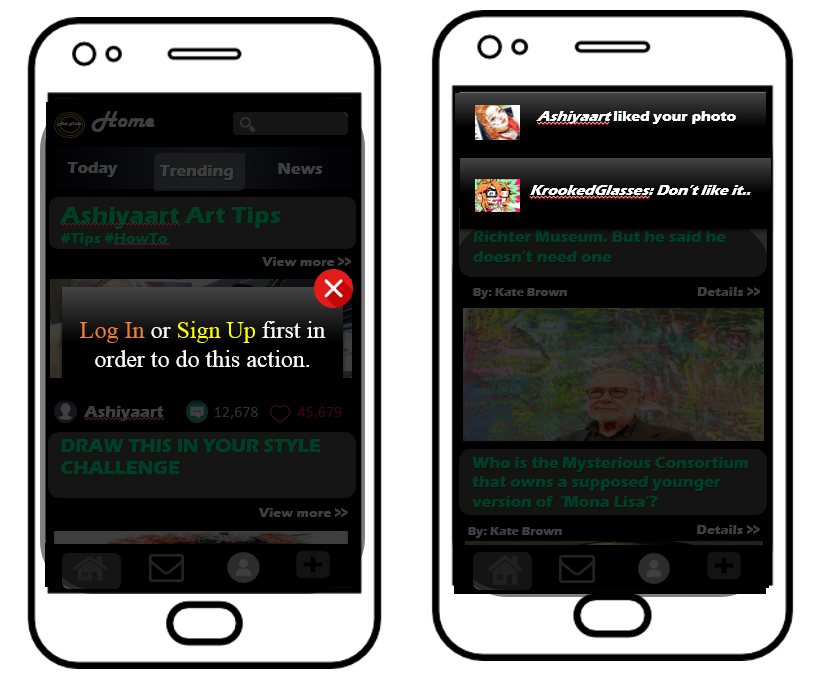 Home
Today
Trending
News
Ashiyaart Art Tips
#Tips #HowTo
View more >>
Log In or Sign Up first in
order to do this action.
Ashiyaart
12,678
45,679
DRAW THIS IN YOUR STYLE
CHALLENGE
View more >>
Ashiyaart liked your photo
KrookedGlasses: Don't like it..
Richter Museum. But he said he
doesn't need one
By: Kate Brown
Details >>
Who is the Mysterious Consortium
that owns a supposed younger
version of 'Mona Lisa'?
By: Kate Brown
Details >>